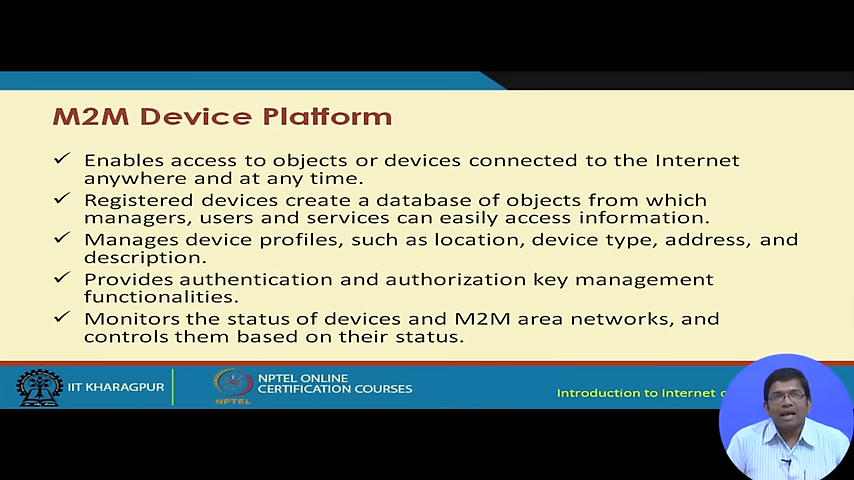 M2M Device Platform
✓ Enables access to objects or devices connected to the Internet
anywhere and at any time.
✓ Registered devices create a database of objects from which
managers, users and services can easily access information.
✓ Manages device profiles, such as location, device type, address, and
description.
✓ Provides authentication and authorization key management
functionalities.
✓ Monitors the status of devices and M2M area networks, and
controls them based on their status.
IIT KHARAGPUR
NPTEL
NPTEL ONLINE
CERTIFICATION COURSES
Introduction to Internet